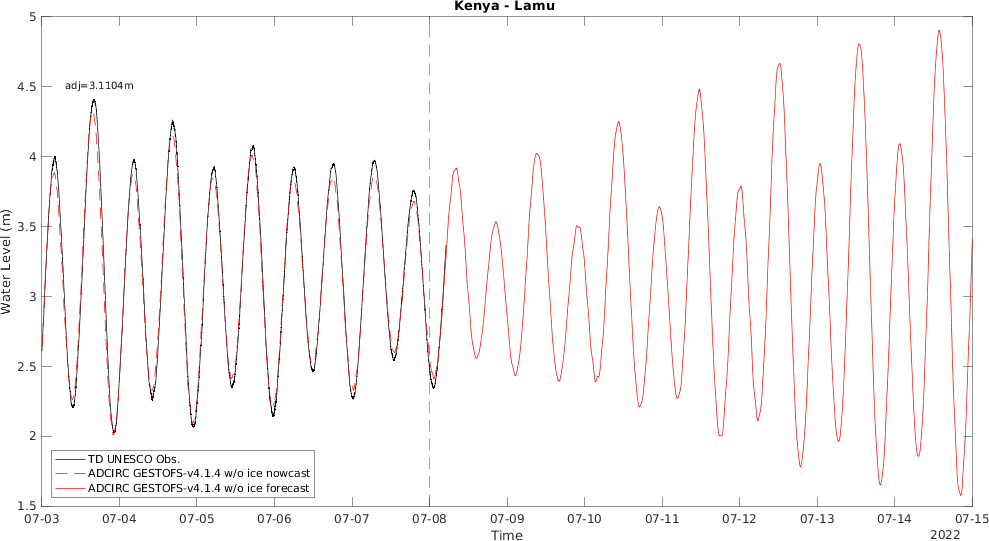 Kenya - Lamu
adj=3.1104m
5
4.5
4
3.5
3
2.5
2
1.5
Water Level (m)
TD UNESCO Obs.
ADCIRC GESTOFS-v4.1.4 w/o ice nowcast
ADCIRC GESTOFS-v4.1.4 w/o ice forecast
07-03 07-04 07-05 07-06 07-07 07-08 07-09 07-10 07-11 07-12 07-13 07-14 07-15
Time
2022